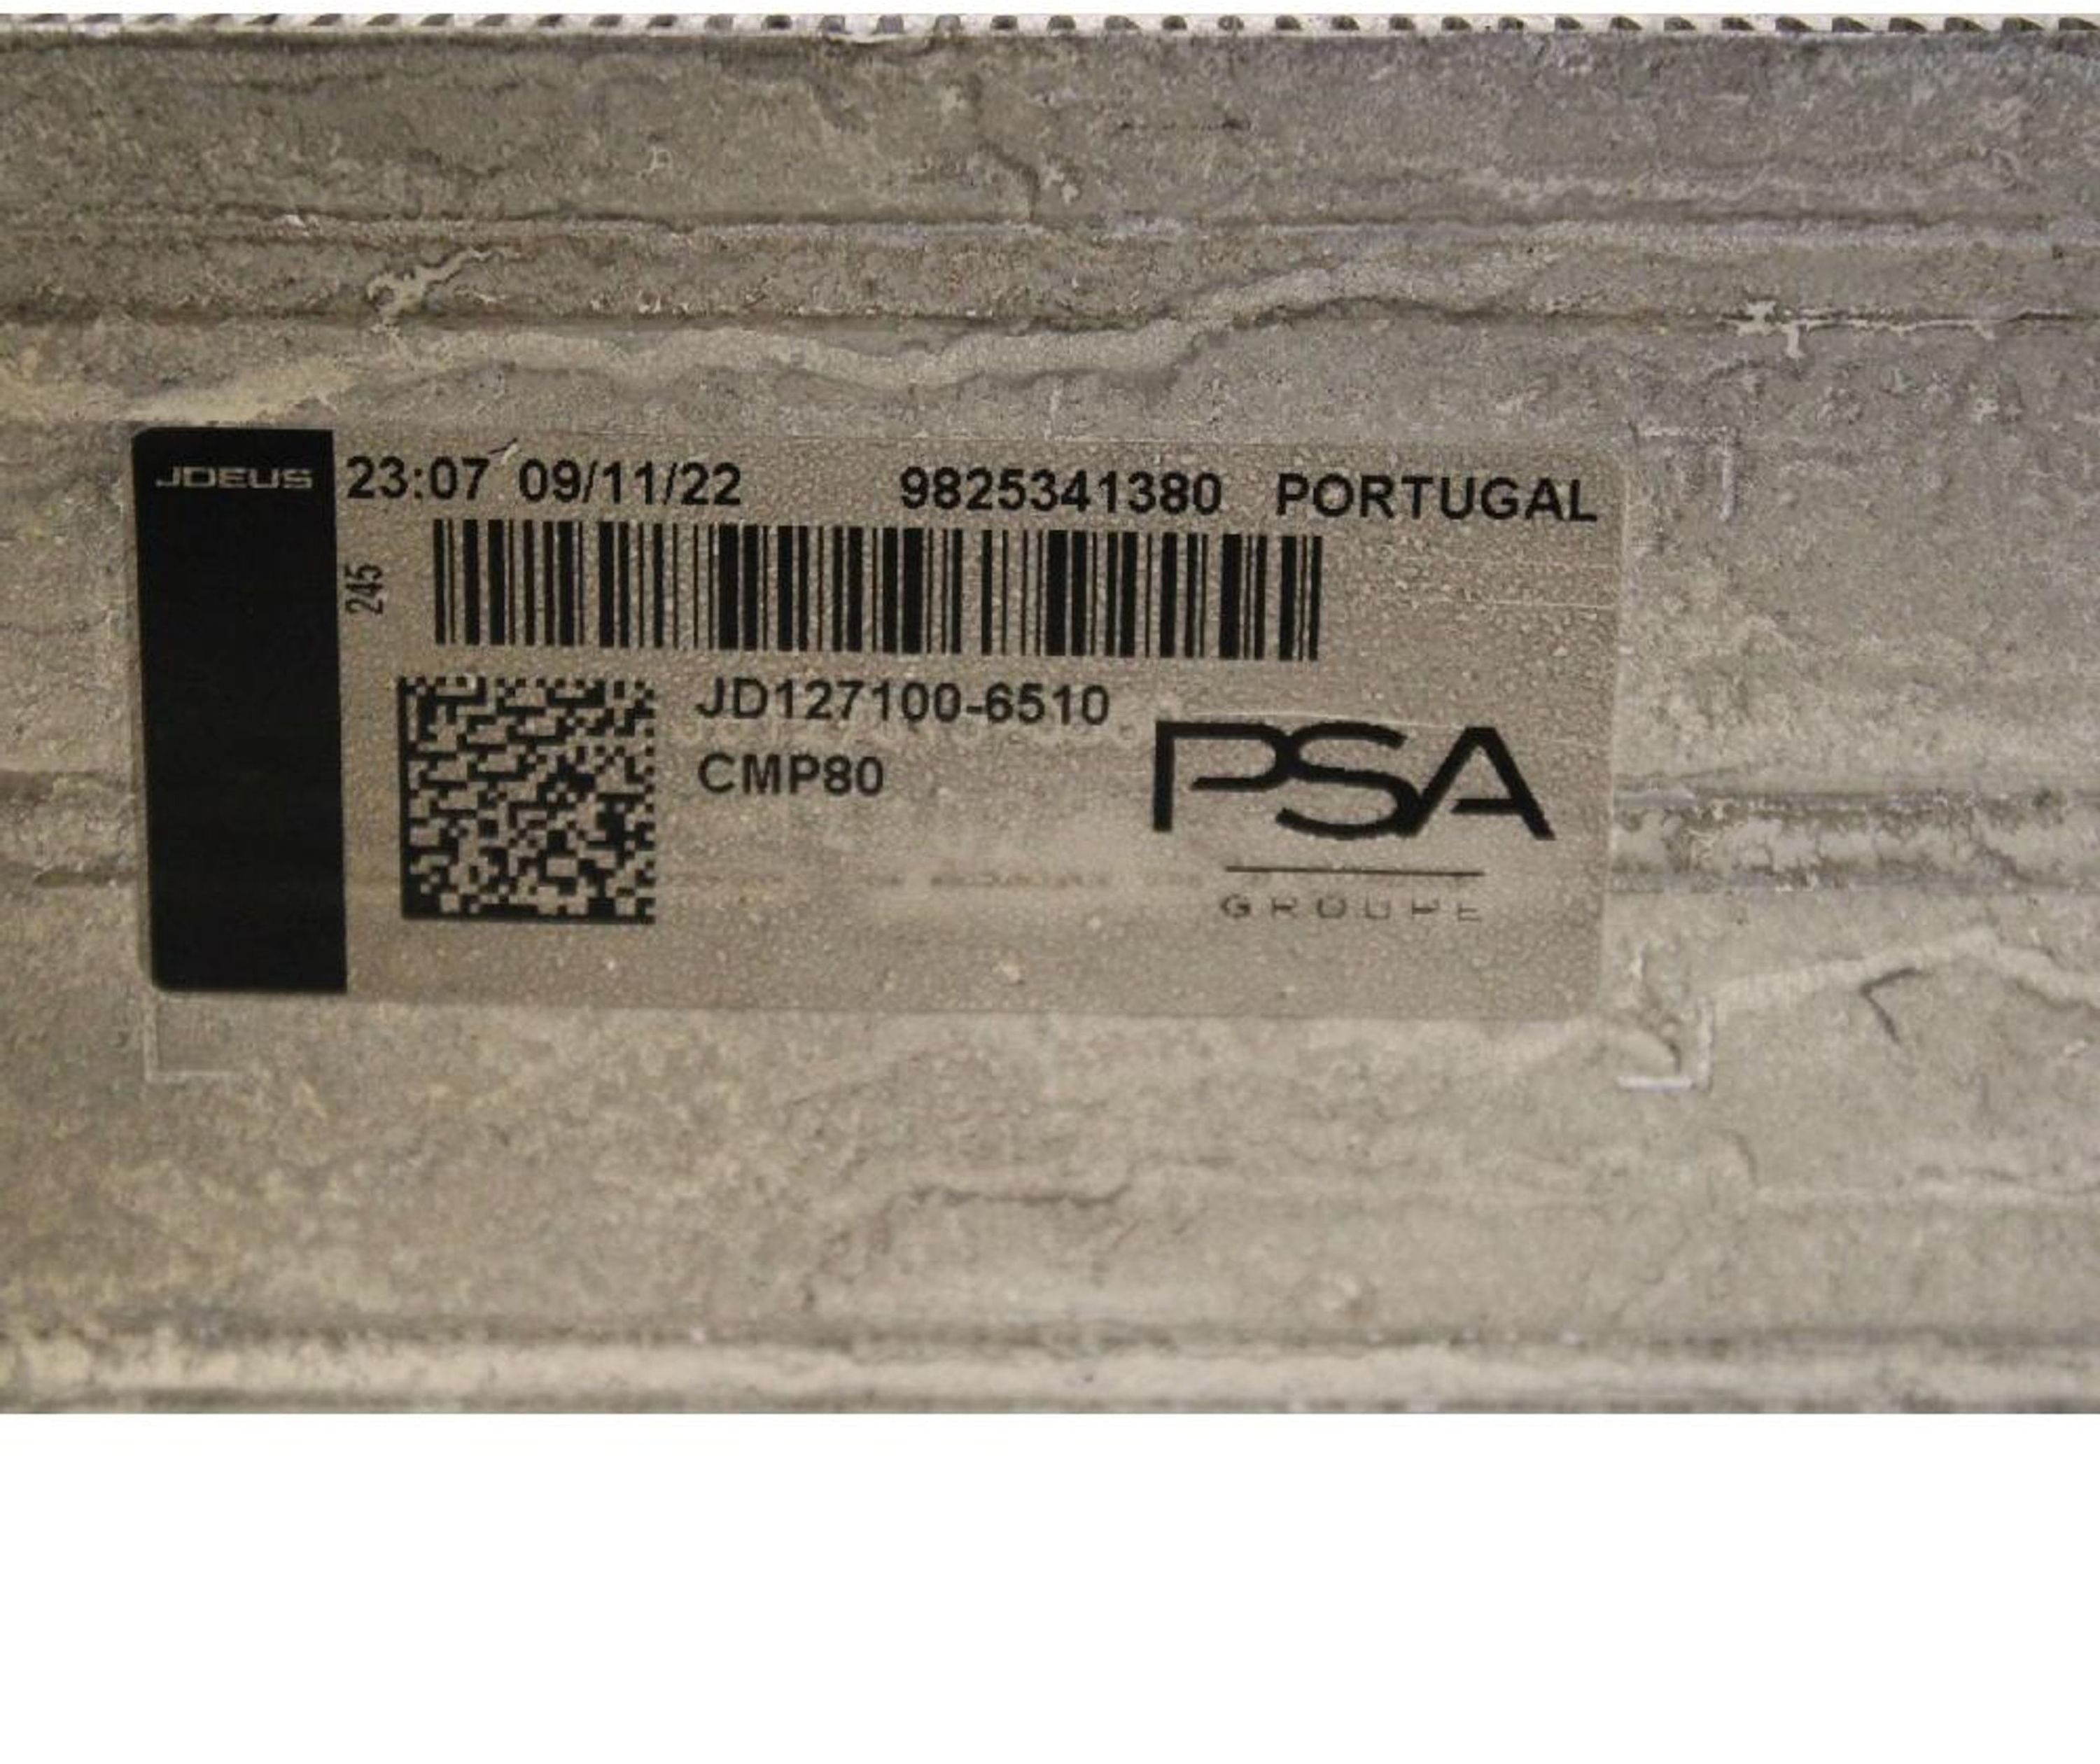 JDEUS
23:07 09/11/22 9825341380 PORTUGAL
245
JD127100-6510
CMP80
PSA
GROUPE